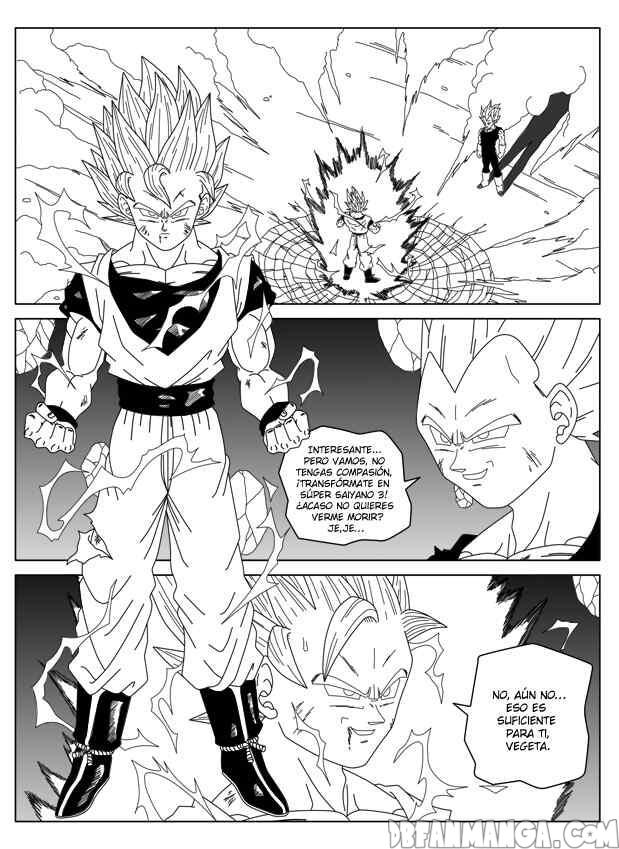 INTERESANTE...
PERO VAMOS, NO
TENGAS COMPASIÓN,
¡TRANSFÓRMATE EN
SÚPER SAIYANO 3!
¿ACASO NO QUIERES
VERME MORIR?
JE,JE...
NO, AÚN NO...
ESO ES
SUFICIENTE
PARA TI,
VEGETA.
DBFANMANGA.COM